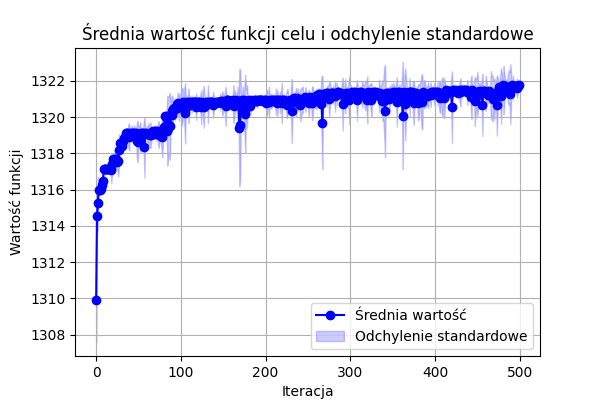 Średnia wartość funkcji celu i odchylenie standardowe
Wartość funkcji
1322
1320
1318
1316
1314
1312
1310
1308
0 100 200 300 400 500
Iteracja
Średnia wartość
Odchylenie standardowe